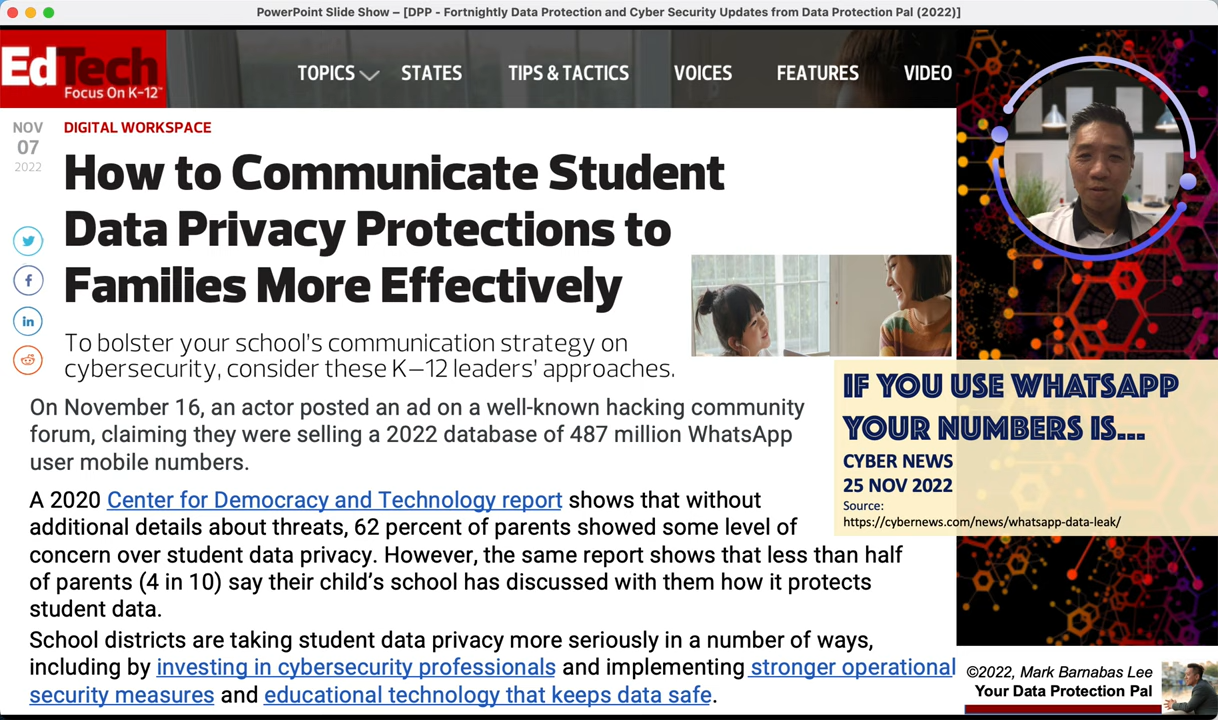 PowerPoint Slide Show – [DPP - Fortnightly Data Protection and Cyber Security Updates from Data Protection Pal (2022)]
EdTech
Focus On K-12™
TOPICS STATES TIPS & TACTICS VOICES FEATURES VIDEO
NOV
07
2022
DIGITAL WORKSPACE
How to Communicate Student
Data Privacy Protections to
Families More Effectively
To bolster your school's communication strategy on
cybersecurity, consider these K—12 leaders' approaches.
On November 16, an actor posted an ad on a well-known hacking community
forum, claiming they were selling a 2022 database of 487 million WhatsApp
user mobile numbers.
A 2020 Center for Democracy and Technology report shows that without
additional details about threats, 62 percent of parents showed some level of
concern over student data privacy. However, the same report shows that less than half
of parents (4 in 10) say their child's school has discussed with them how it protects
student data.
School districts are taking student data privacy more seriously in a number of ways,
including by investing in cybersecurity professionals and implementing stronger operational
security measures and educational technology that keeps data safe.
IF YOU USE WHATSAPP
YOUR NUMBERS IS...
CYBER NEWS
25 NOV 2022
Source:
https://cybernews.com/news/whatsapp-data-leak/
©2022, Mark Barnabas Lee
Your Data Protection Pal